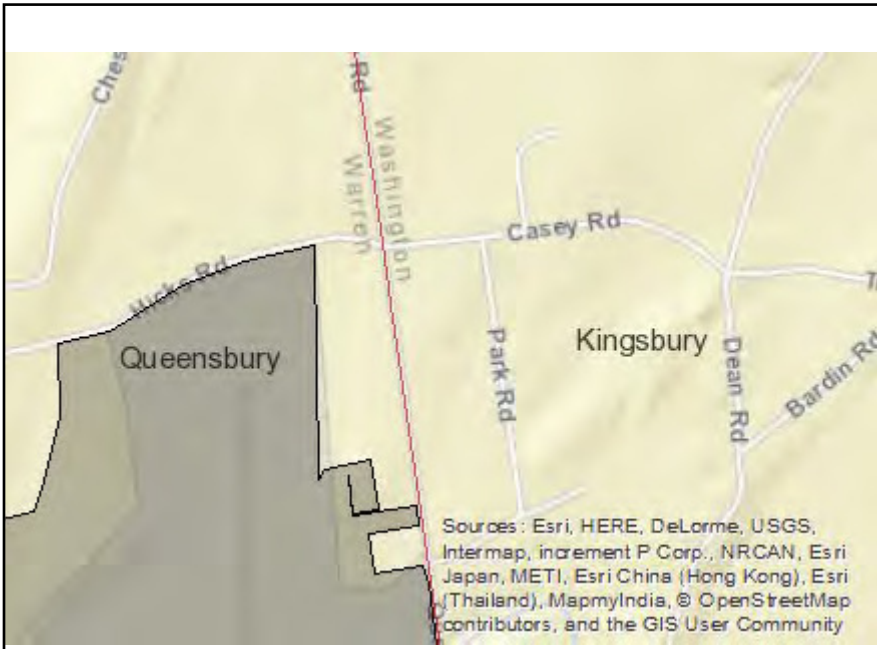 Ches
Rd
Washington
Warren
Casey Rd
Hicks Rd
Queensbury
Park Rd
Kingsbury
Dean Rd
Bardin Rd
T
Sources: Esri, HERE, DeLorme, USGS,
Intermap, increment P Corp., NRCAN, Esri
Japan, METI, Esri China (Hong Kong), Esri
(Thailand), MapmyIndia, © OpenStreetMap
contributors, and the GIS User Community